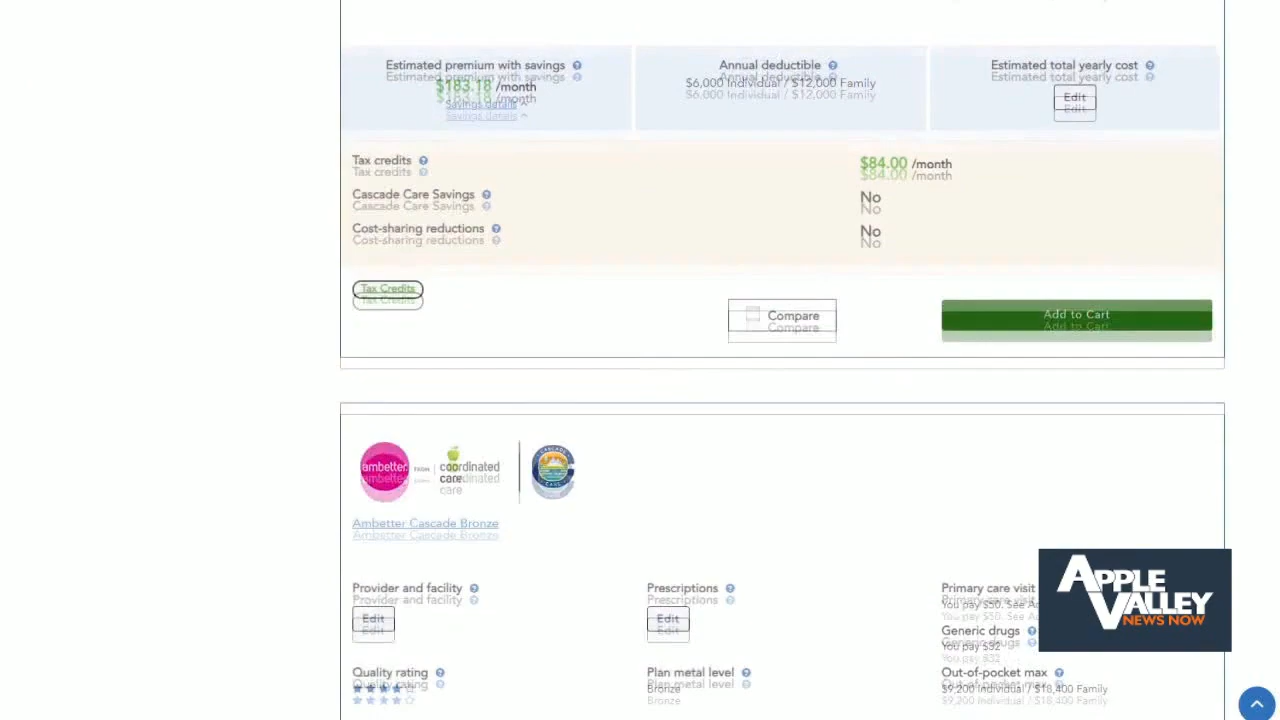 Estimated premium with savings
Annual deductible
Estimated total yearly cost
$183.18 /month
$6,000 Individual / $12,000 Family
Edit
Savings details
Tax credits
$84.00 /month
Cascade Care Savings
No
Cost-sharing reductions
No
Tax Credits
Compare
Add to Cart
ambetter. FROM coordinated care
CASCADE CARE
Ambetter Cascade Bronze
Provider and facility
Prescriptions
Primary care visit
Edit
Edit
You pay $50. See
Generic drugs
You pay $32
Quality rating
Plan metal level
Out-of-pocket max
Bronze
$9,200 Individual / $18,400 Family
APPLE
VALLEY
NEWS NOW